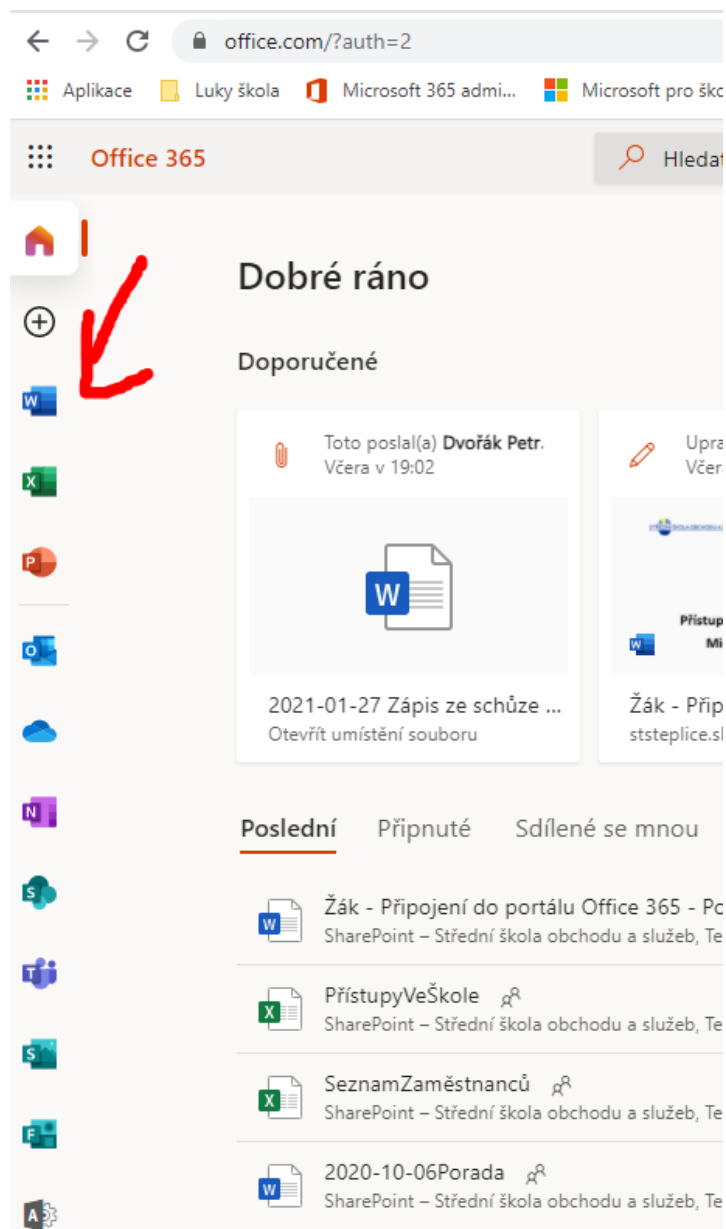 office.com/?auth=2
Aplikace Luky škola Microsoft 365 admi... Microsoft pro ško
Office 365
Hledat
Dobré ráno
Doporučené
Toto poslal(a) Dvořák Petr.
Včera v 19:02
Upra
Včera
W
Přístup
Mi
2021-01-27 Zápis ze schůze ...
Otevřít umístění souboru
Žák - Přip
ststeplice.sl
Poslední Připnuté Sdílené se mnou
Žák - Připojení do portálu Office 365 - Po
SharePoint – Střední škola obchodu a služeb, Te
PřístupyVeŠkole
SharePoint – Střední škola obchodu a služeb, Te
SeznamZaměstnanců
SharePoint – Střední škola obchodu a služeb, Te
2020-10-06Porada
SharePoint – Střední škola obchodu a služeb, Te